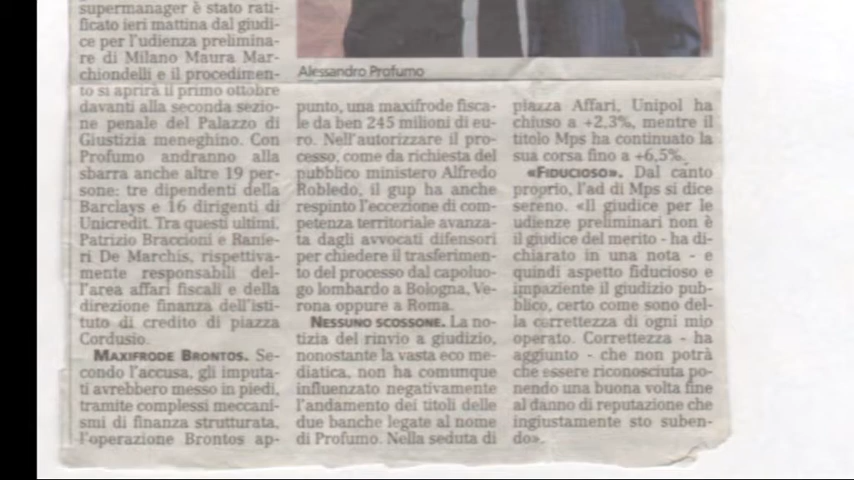 supermanager è stato rati-
ficato ieri mattina dal giudi-
ce per l'udienza prelimina-
re di Milano Maura Mar-
chiondelli e il procedimen-
to si aprirà il primo ottobre
davanti alla seconda sezio-
ne penale del Palazzo di
Giustizia meneghino. Con
Profumo andranno alla
sbarra anche altre 19 per-
sone: tre dipendenti della
Barclays e 16 dirigenti di
Unicredit. Tra questi ultimi,
Patrizio Braccioni e Ranie-
ri De Marchis, rispettiva-
mente responsabili del-
l'area affari fiscali e della
direzione finanza dell'isti-
tuto di credito di piazza
Cordusio.
MAXIFRODE BRONTOS. Se-
condo l'accusa, gli imputa-
ti avrebbero messo in piedi,
tramite complessi meccani-
smi di finanza strutturata,
l'operazione Brontos ap-
Alessandro Profumo
punto, una maxifrode fisca-
le da ben 245 milioni di eu-
ro. Nell'autorizzare il pro-
cesso, come da richiesta del
pubblico ministero Alfredo
Robledo, il gup ha anche
respinto l'eccezione di com-
petenza territoriale avanza-
ta dagli avvocati difensori
per chiedere il trasferimen-
to del processo dal capoluo-
go lombardo a Bologna, Ve-
rona oppure a Roma.
NESSUNO SCOSSONE. La no-
tizia del rinvio a giudizio,
nonostante la vasta eco me-
diatica, non ha comunque
influenzato negativamente
l'andamento dei titoli delle
due banche legate al nome
di Profumo. Nella seduta di
piazza Affari, Unipol ha
chiuso a +2,3%, mentre il
titolo Mps ha continuato la
sua corsa fino a +6,5%.
«FIDUCIOSO». Dal canto
proprio, l'ad di Mps si dice
sereno. «Il giudice per le
udienze preliminari non è
il giudice del merito - ha di-
chiarato in una nota - e
quindi aspetto fiducioso e
impaziente il giudizio pub-
blico, certo come sono del-
la correttezza di ogni mio
operato. Correttezza - ha
aggiunto - che non potrà
che essere riconosciuta po-
nendo una buona volta fine
al danno di reputazione che
ingiustamente sto suben-
do».